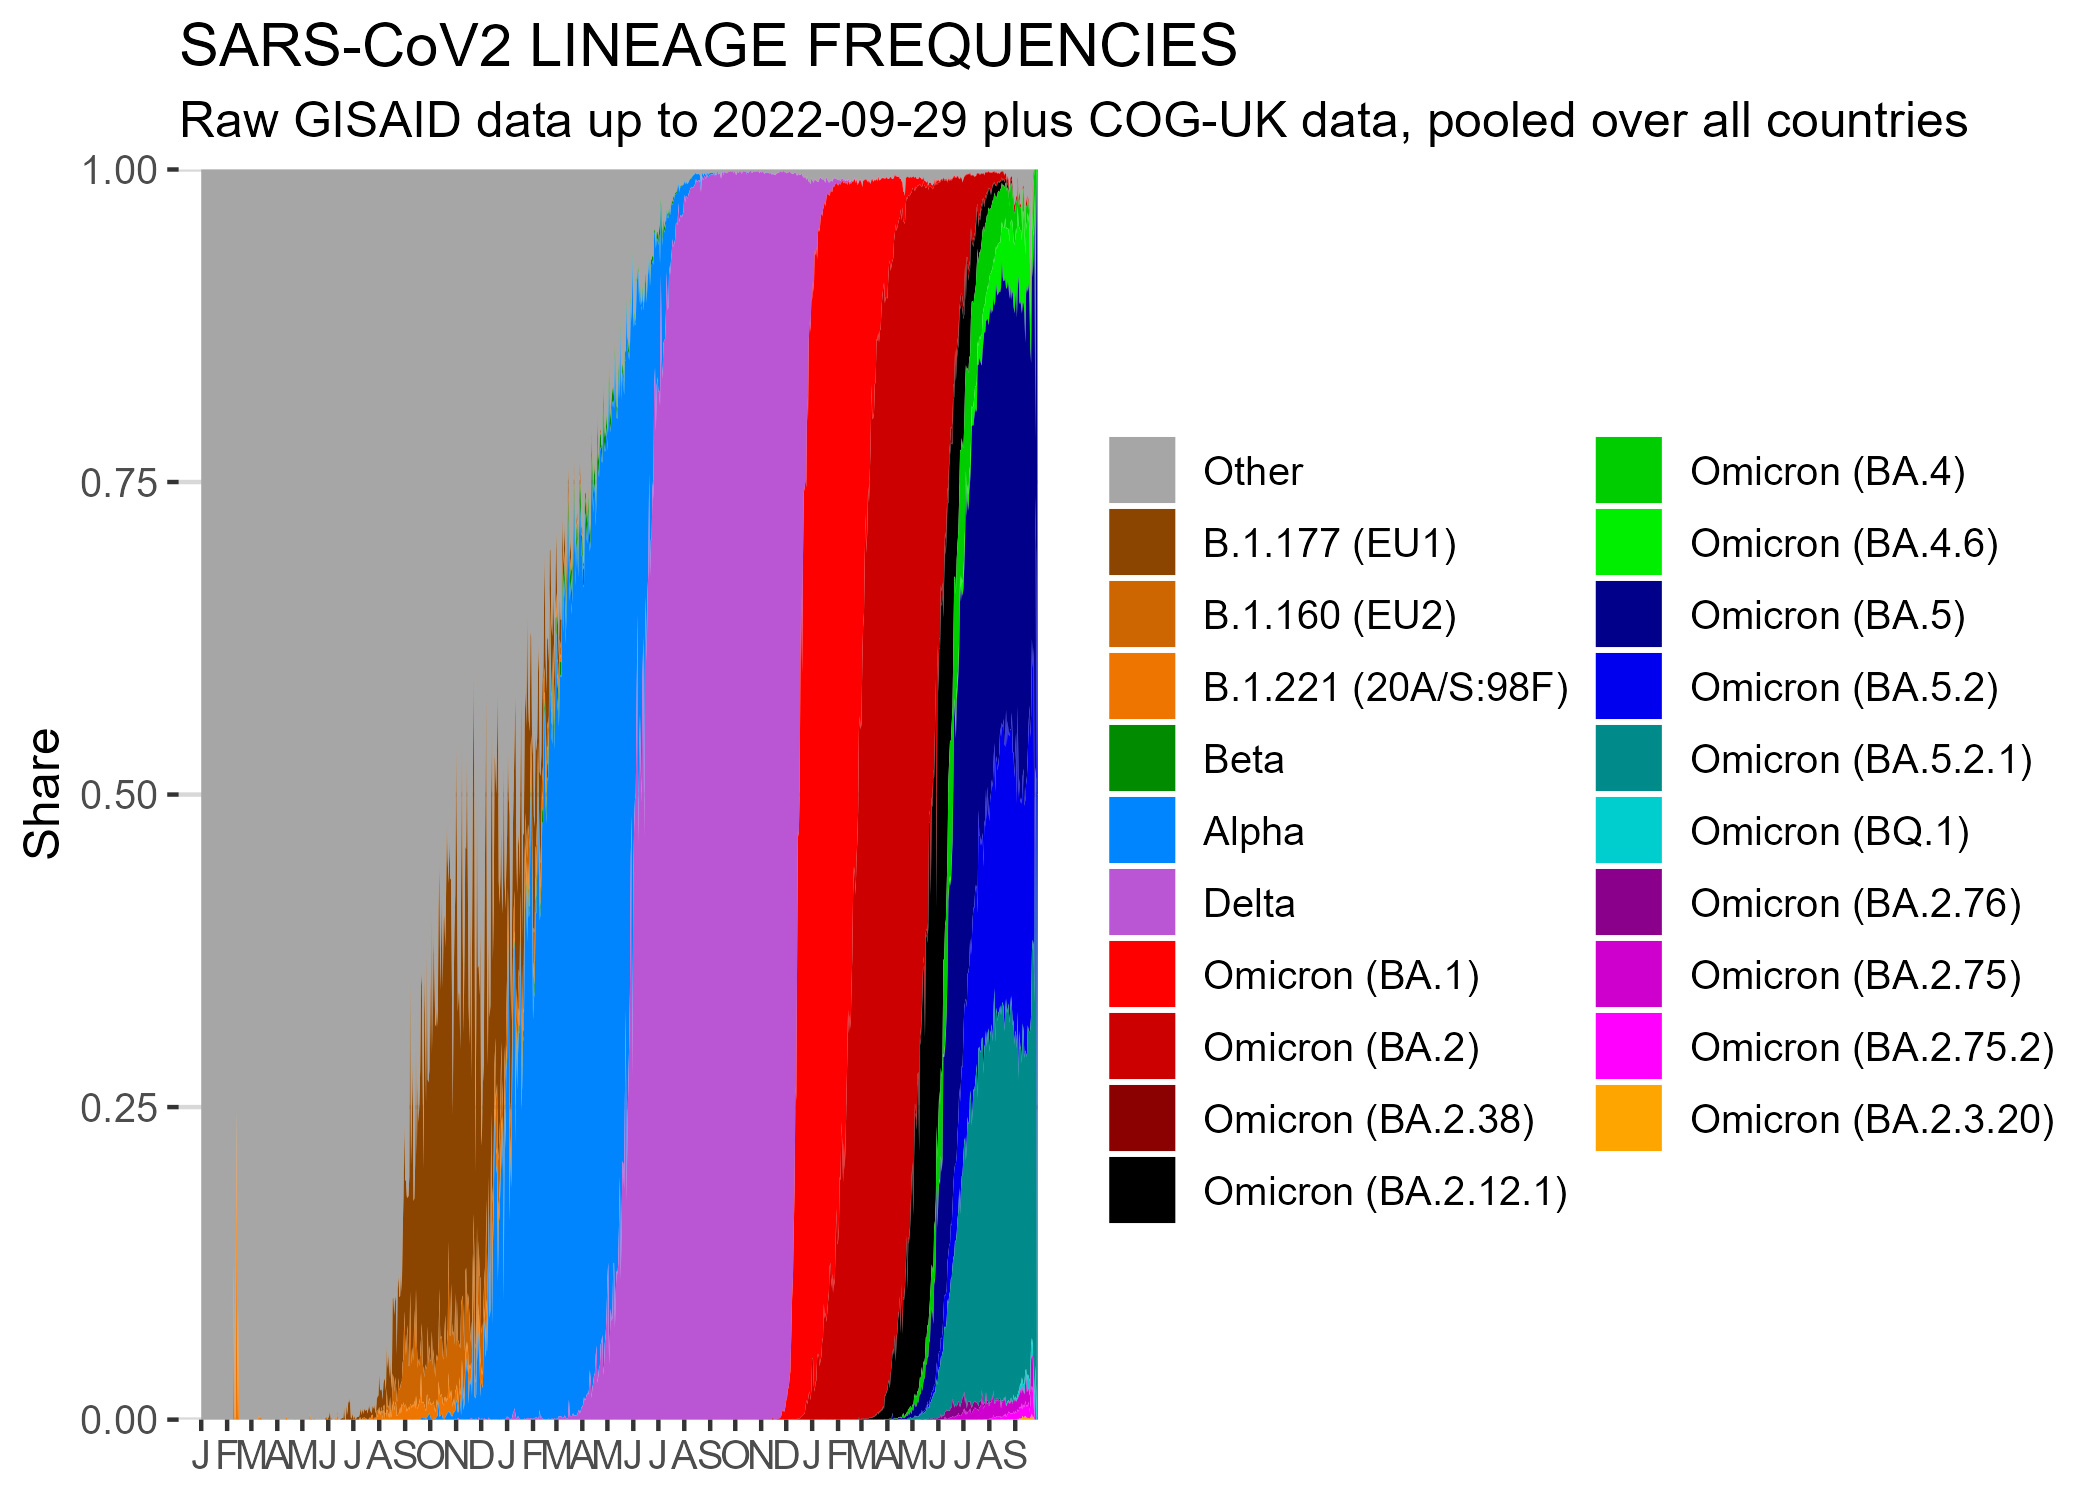 SARS-CoV2 LINEAGE FREQUENCIES
Raw GISAID data up to 2022-09-29 plus COG-UK data, pooled over all countries
1.00
0.75
0.50
0.25
0.00
Share
J F M A M J J A S O N D J F M A M J J A S O N D J F M A M J J A S
Other
B.1.177 (EU1)
B.1.160 (EU2)
B.1.221 (20A/S:98F)
Beta
Alpha
Delta
Omicron (BA.1)
Omicron (BA.2)
Omicron (BA.2.38)
Omicron (BA.2.12.1)
Omicron (BA.4)
Omicron (BA.4.6)
Omicron (BA.5)
Omicron (BA.5.2)
Omicron (BA.5.2.1)
Omicron (BQ.1)
Omicron (BA.2.76)
Omicron (BA.2.75)
Omicron (BA.2.75.2)
Omicron (BA.2.3.20)